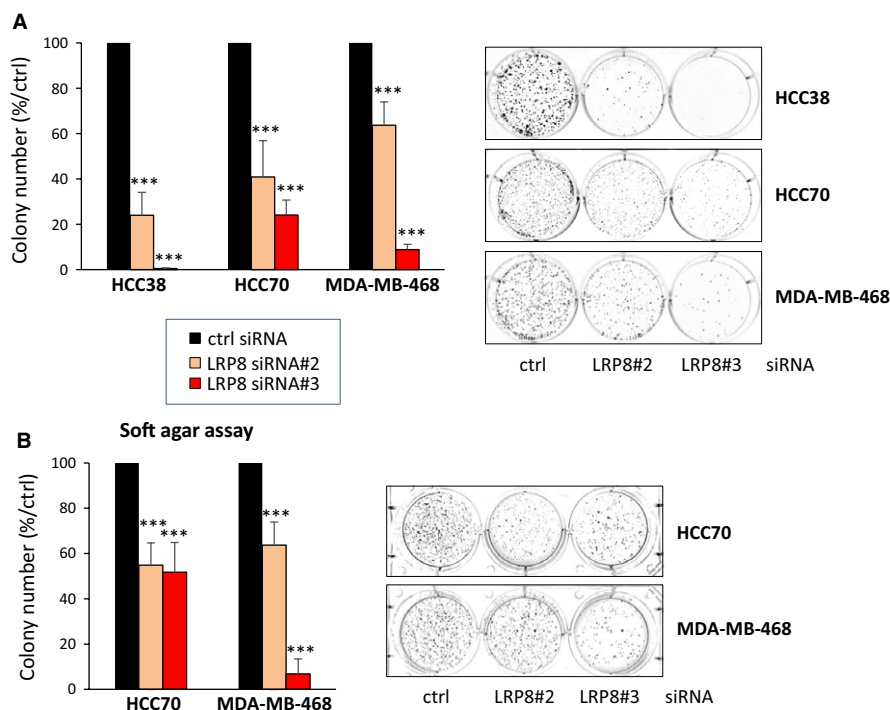 A
Colony number (%/ctrl)
100
80
60
40
20
0
***
***
***
***
***
***
HCC38
HCC70
MDA-MB-468
HCC38
HCC70
MDA-MB-468
ctrl
LRP8#2
LRP8#3
siRNA
ctrl siRNA
LRP8 siRNA#2
LRP8 siRNA#3
B
Soft agar assay
Colony number (%/ctrl)
100
80
60
40
20
0
***
***
***
***
HCC70
MDA-MB-468
HCC70
MDA-MB-468
ctrl
LRP8#2
LRP8#3
siRNA